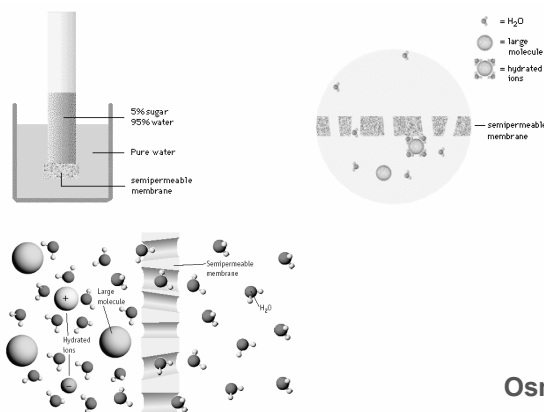 5% sugar
95% water
Pure water
semipermeable
membrane
= H₂O
= large
molecule
= hydrated
ions
semipermeable
membrane
Semipermeable
membrane
Large
molecule
H₂O
Hydrated
ions
+
−